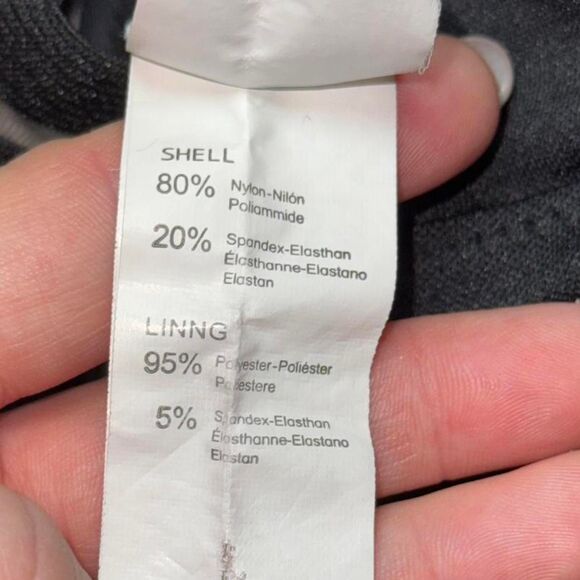 SHELL
80% Nylon-Nilón
Poliammide
20% Spandex-Elasthan
Élasthanne-Elastano
Elastan
LINNG
95% Polyester-Poliéster
Poliestere
5% Spandex-Elasthan
Élasthanne-Elastano
Elastan